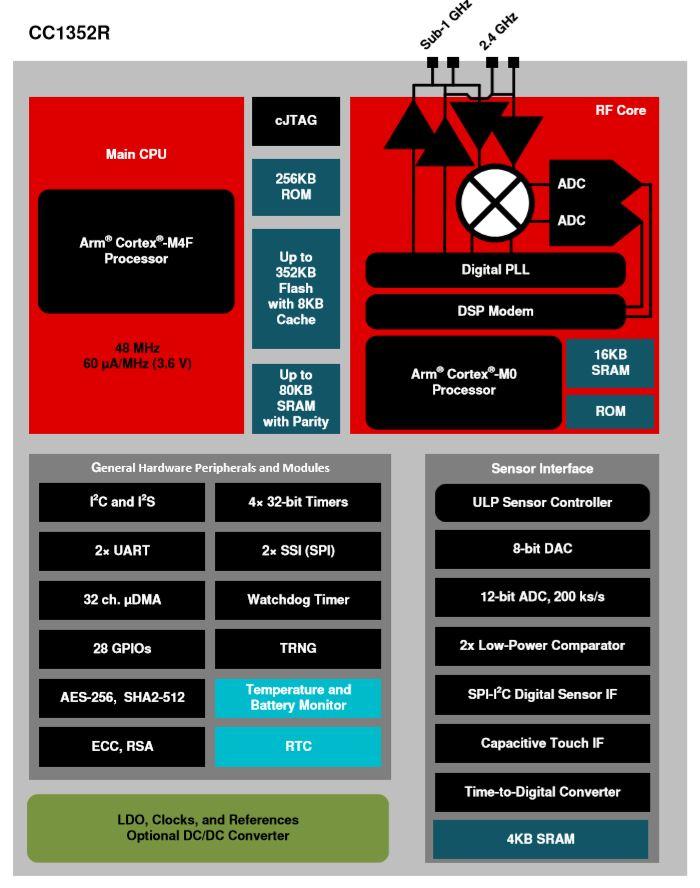 CC1352R
Sub-1 GHz
2.4 GHz
Main CPU
Arm® Cortex®-M4F
Processor
48 MHz
60 µA/MHz (3.6 V)
cJTAG
256KB
ROM
Up to
352KB
Flash
with 8KB
Cache
Up to
80KB
SRAM
with Parity
RF Core
ADC
ADC
Digital PLL
DSP Modem
Arm® Cortex®-M0
Processor
16KB
SRAM
ROM
General Hardware Peripherals and Modules
I²C and I²S
4× 32-bit Timers
2× UART
2× SSI (SPI)
32 ch. µDMA
Watchdog Timer
28 GPIOs
TRNG
AES-256, SHA2-512
Temperature and
Battery Monitor
ECC, RSA
RTC
LDO, Clocks, and References
Optional DC/DC Converter
Sensor Interface
ULP Sensor Controller
8-bit DAC
12-bit ADC, 200 ks/s
2x Low-Power Comparator
SPI-I²C Digital Sensor IF
Capacitive Touch IF
Time-to-Digital Converter
4KB SRAM